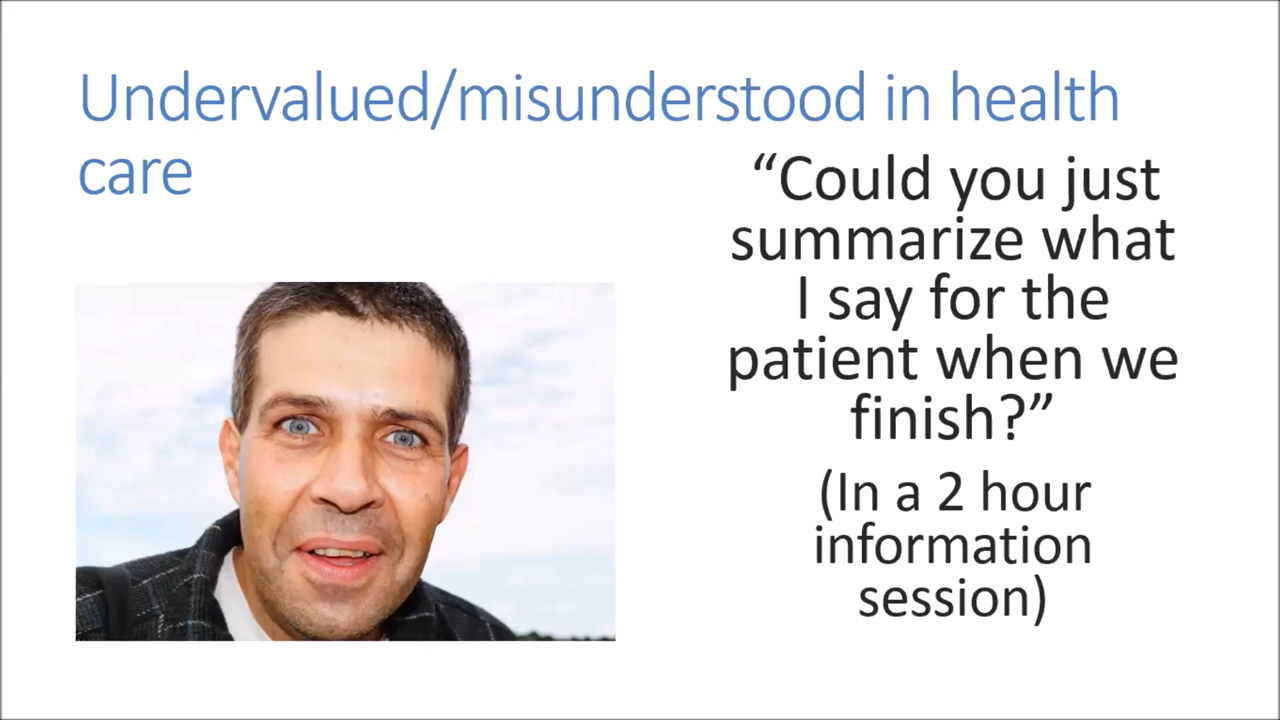 Undervalued/misunderstood in health
care
“Could you just
summarize what
I say for the
patient when we
finish?”
(In a 2 hour
information
session)